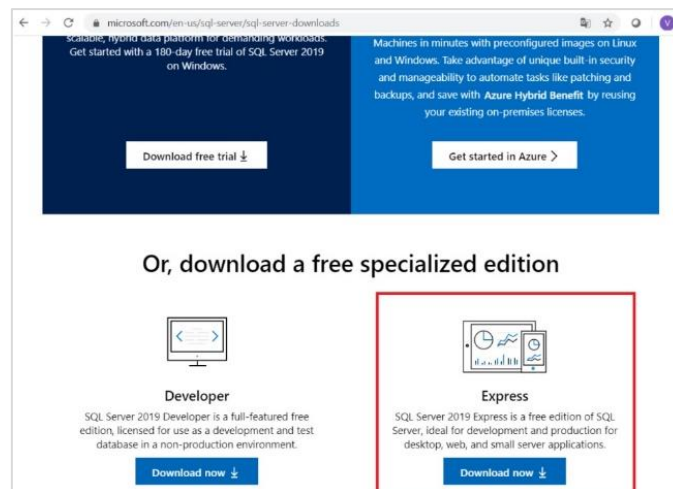 microsoft.com/en-us/sql-server/sql-server-downloads
V
scalable, hybrid data platform for demanding workloads.
Get started with a 180-day free trial of SQL Server 2019
on Windows.
Download free trial
Machines in minutes with preconfigured images on Linux
and Windows. Take advantage of unique built-in security
and manageability to automate tasks like patching and
backups, and save with Azure Hybrid Benefit by reusing
your existing on-premises licenses.
Get started in Azure
Or, download a free specialized edition
Developer
SQL Server 2019 Developer is a full-featured free
edition, licensed for use as a development and test
database in a non-production environment.
Download now
Express
SQL Server 2019 Express is a free edition of SQL
Server, ideal for development and production for
desktop, web, and small server applications.
Download now